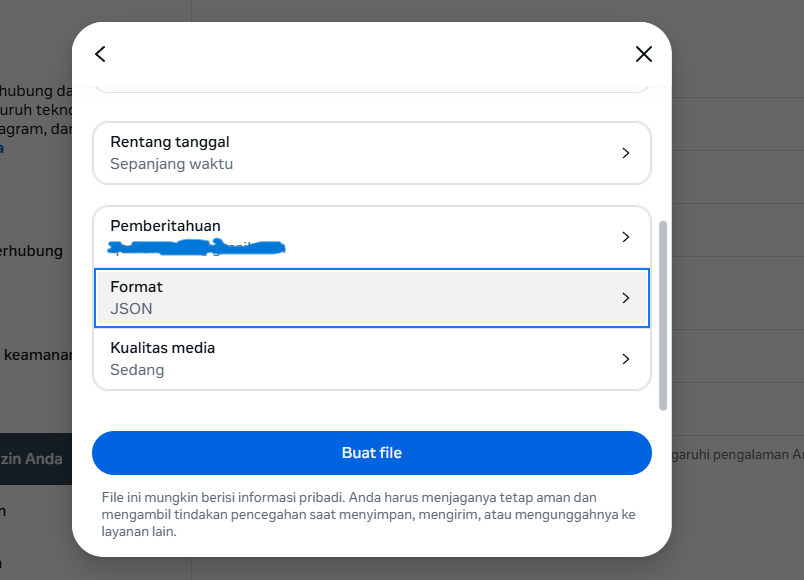 hubung da
uruh tekno
agram, dan
a
erhubung
keamanan
zin Anda
n
Rentang tanggal
Sepanjang waktu
Pemberitahuan
Format
JSON
Kualitas media
Sedang
Buat file
File ini mungkin berisi informasi pribadi. Anda harus menjaganya tetap aman dan
mengambil tindakan pencegahan saat menyimpan, mengirim, atau mengunggahnya ke
layanan lain.
garuhi pengalaman An